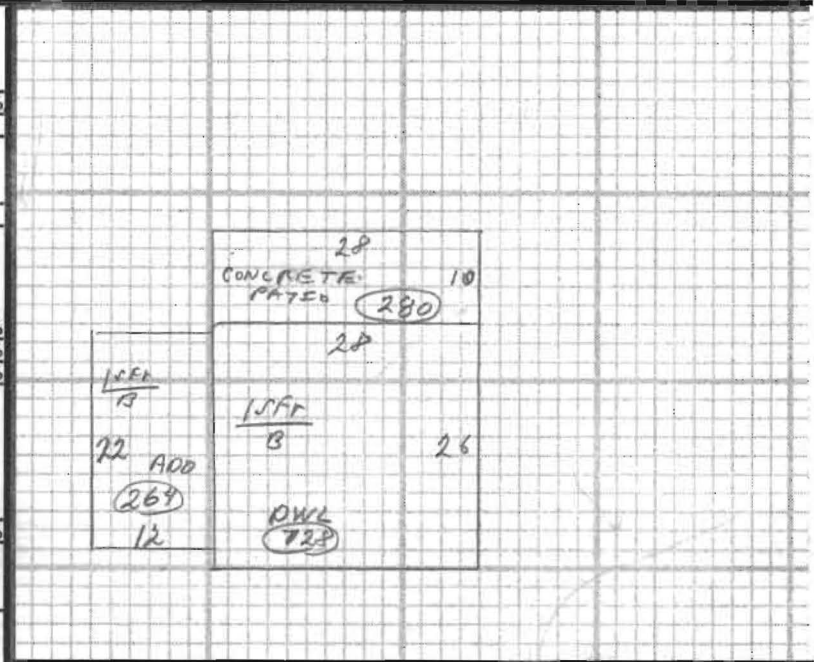 28
CONCRETE
10
PATIO
280
28
1SFr
B
22
ADD
264
12
1SFr
B
26
DWL
728